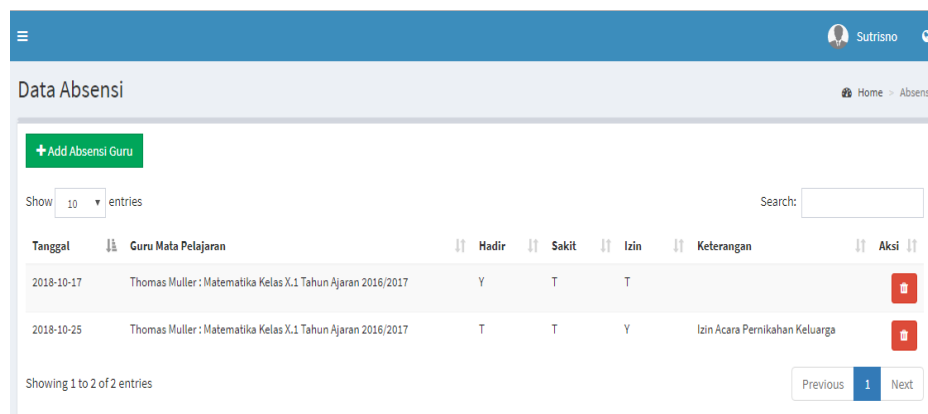 Sutrisno
Data Absensi
Home > Absens
Add Absensi Guru
Show 10 entries
Search:
Tanggal Guru Mata Pelajaran Hadir Sakit Izin Keterangan Aksi
2018-10-17 Thomas Muller : Matematika Kelas X.1 Tahun Ajaran 2016/2017 Y T T
2018-10-25 Thomas Muller : Matematika Kelas X.1 Tahun Ajaran 2016/2017 T T Y Izin Acara Pernikahan Keluarga
Showing 1 to 2 of 2 entries
Previous 1 Next